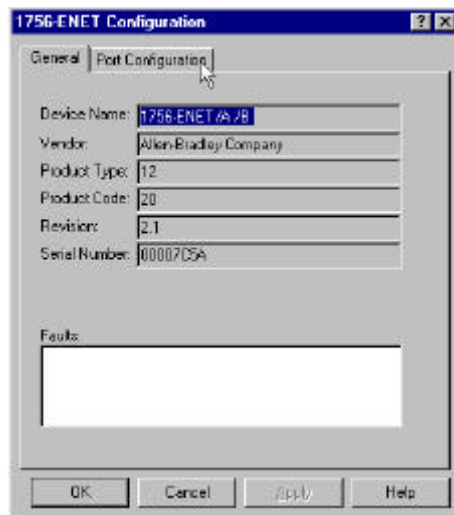 1756-ENET Configuration
General Port Configuration
Device Name: 1756-ENET /A /B
Vendor: Allen-Bradley Company
Product Type: 12
Product Code: 20
Revision: 2.1
Serial Number: 00007C5A
Faults:
OK Cancel Apply Help